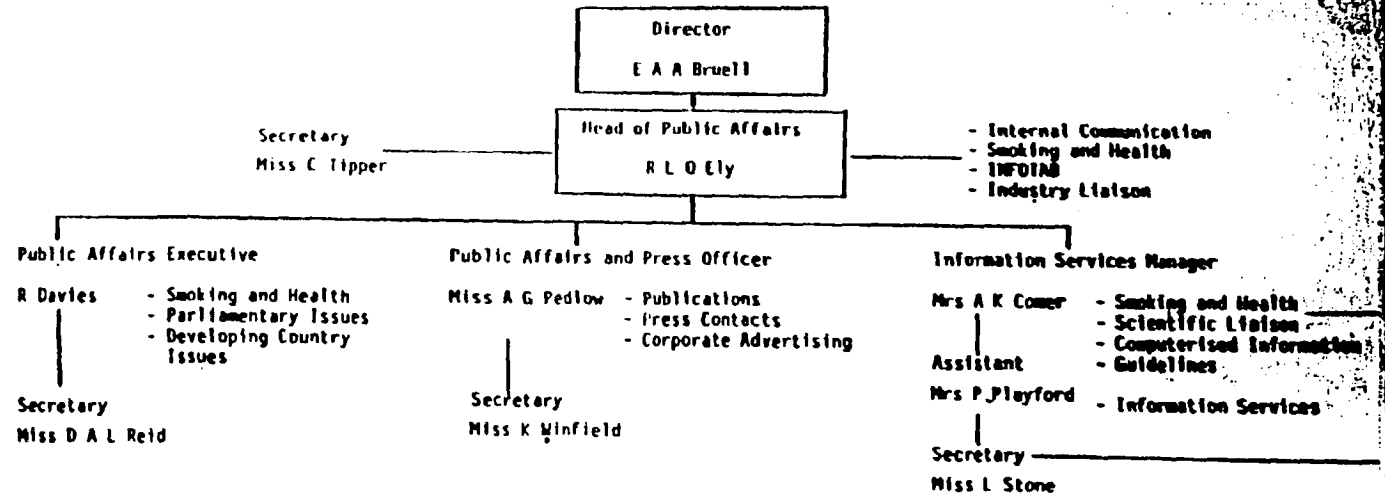 Director
E A A Bruell
Head of Public Affairs
R L O Ely
Secretary
Miss C Tipper
- Internal Communication
- Smoking and Health
- INFOTAB
- Industry Liaison
Public Affairs Executive
R Davies
- Smoking and Health
- Parliamentary Issues
- Developing Country
Issues
Secretary
Miss D A L Reid
Public Affairs and Press Officer
Miss A G Pedlow
- Publications
- Press Contacts
- Corporate Advertising
Secretary
Miss K Winfield
Information Services Manager
Mrs A K Comer
- Smoking and Health
- Scientific Liaison
- Computerised Information
- Guidelines
Assistant
Mrs P Playford
- Information Services
Secretary
Miss L Stone